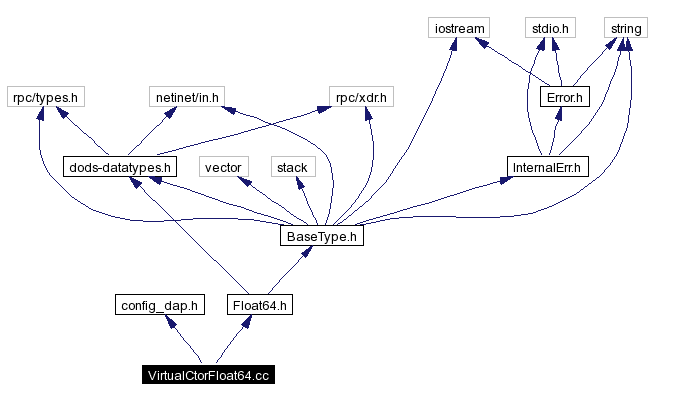 iostream
stdio.h
string
rpc/types.h
netinet/in.h
rpc/xdr.h
Error.h
dods-datatypes.h
vector
stack
InternalErr.h
BaseType.h
config_dap.h
Float64.h
VirtualCtorFloat64.cc